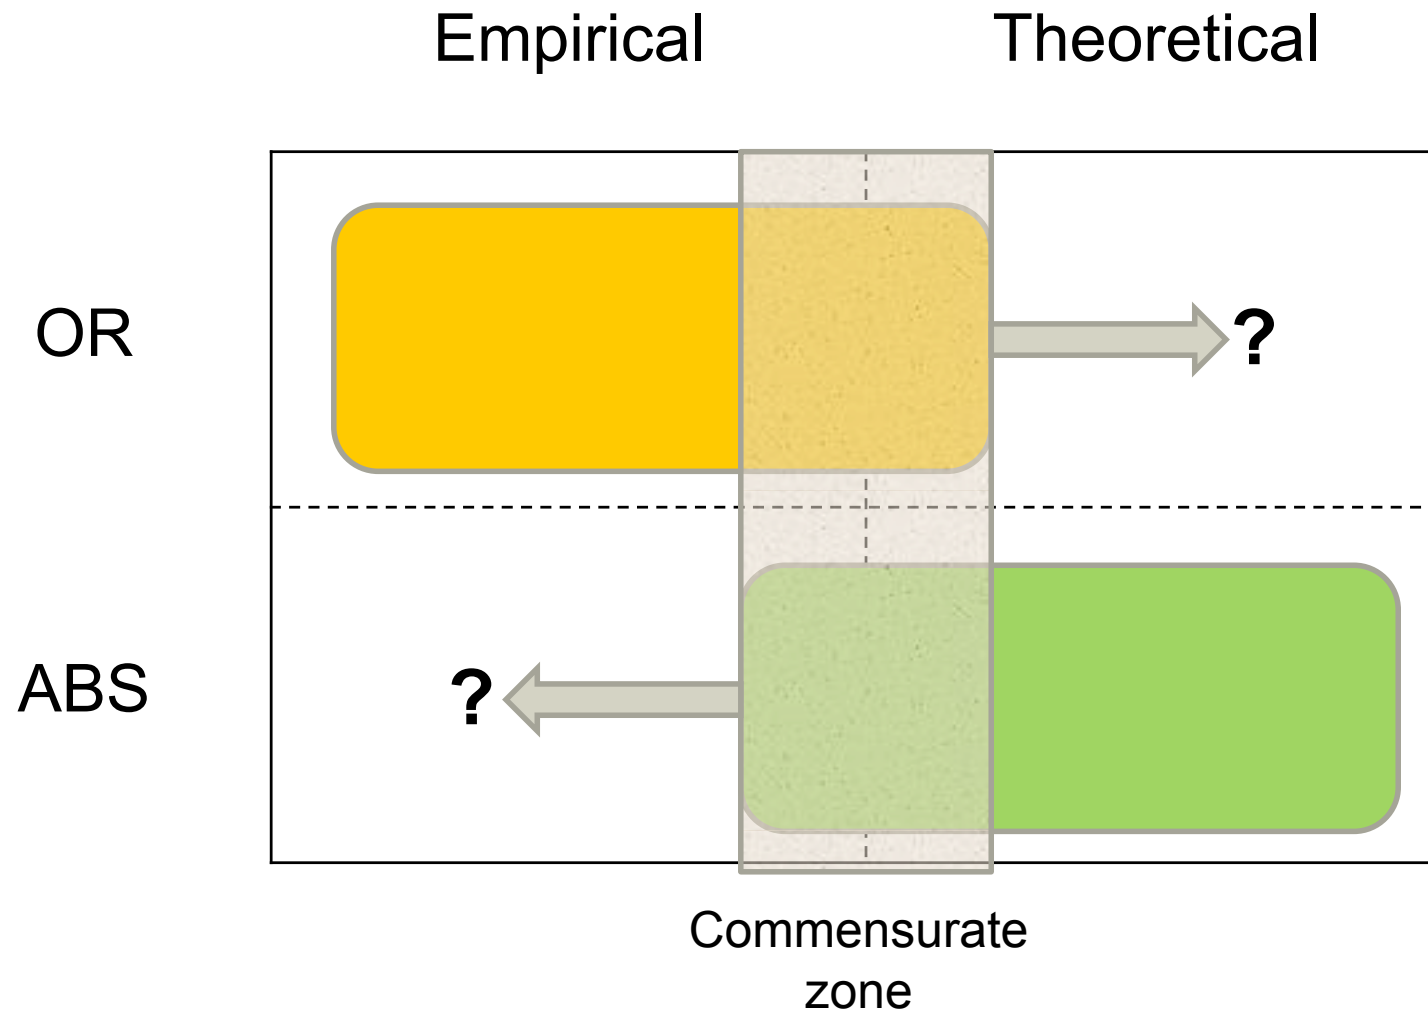 Empirical
Theoretical
OR
?
ABS
?
Commensurate
zone